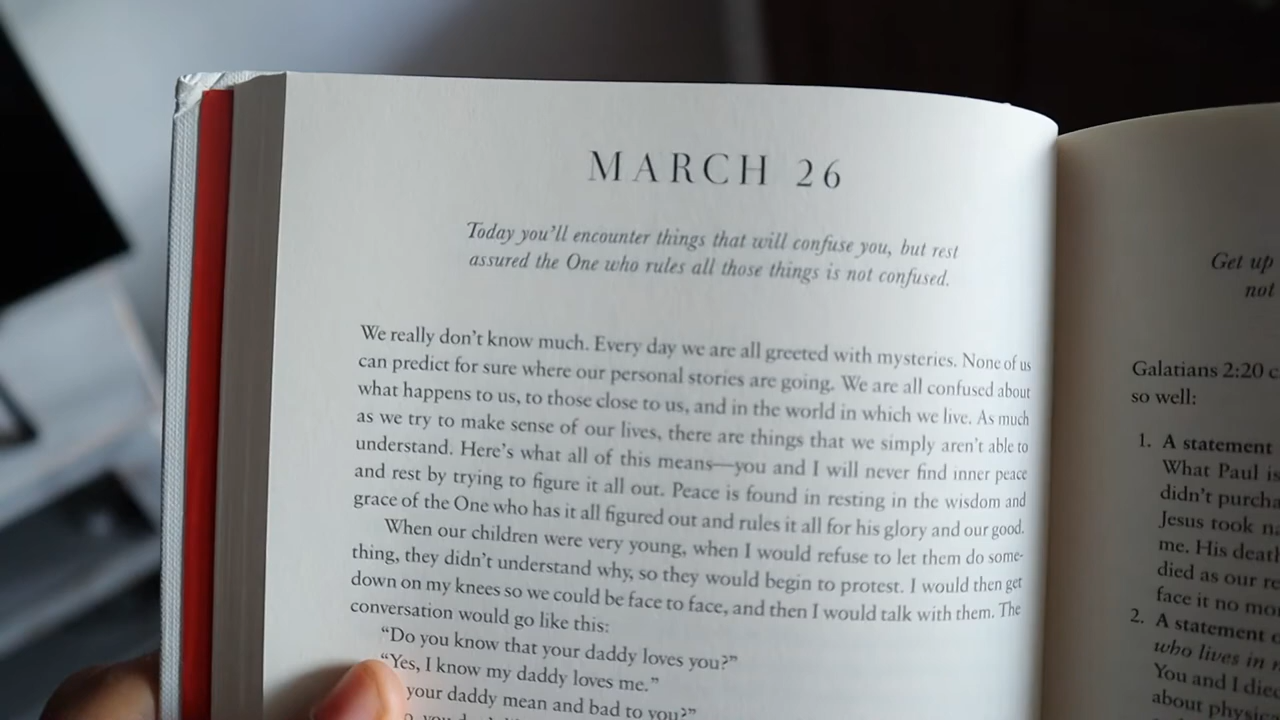 MARCH 26
Today you'll encounter things that will confuse you, but rest
assured the One who rules all those things is not confused.
We really don't know much. Every day we are all greeted with mysteries. None of us
can predict for sure where our personal stories are going. We are all confused about
what happens to us, to those close to us, and in the world in which we live. As much
as we try to make sense of our lives, there are things that we simply aren't able to
understand. Here's what all of this means—you and I will never find inner peace
and rest by trying to figure it all out. Peace is found in resting in the wisdom and
grace of the One who has it all figured out and rules it all for his glory and our good.
When our children were very young, when I would refuse to let them do some-
thing, they didn't understand why, so they would begin to protest. I would then get
down on my knees so we could be face to face, and then I would talk with them. The
conversation would go like this:
"Do you know that your daddy loves you?"
"Yes, I know my daddy loves me."
your daddy mean and bad to you?"
Get up
not
Galatians 2:20
so well:
1. A statement
What Paul is
didn't
Jesus took
me. His death
died as our
face it no
2. A statement
who lives in
You and I died
about